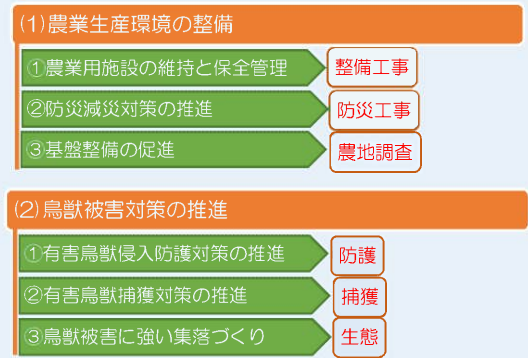 (1)農業生産環境の整備
①農業用施設の維持と保全管理 整備工事
②防災減災対策の推進 防災工事
③基盤整備の促進 農地調査
(2)鳥獣被害対策の推進
①有害鳥獣侵入防護対策の推進 防護
②有害鳥獣捕獲対策の推進 捕獲
③鳥獣被害に強い集落づくり 生態